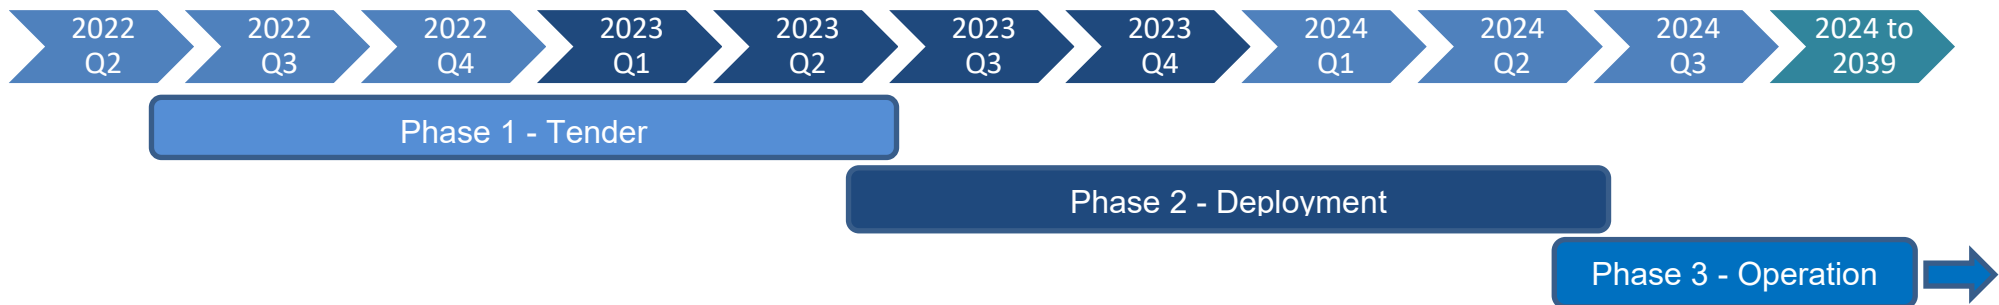 2022
Q2
2022
Q3
2022
Q4
2023
Q1
2023
Q2
2023
Q3
2023
Q4
2024
Q1
2024
Q2
2024
Q3
2024 to
2039
Phase 1 - Tender
Phase 2 - Deployment
Phase 3 - Operation